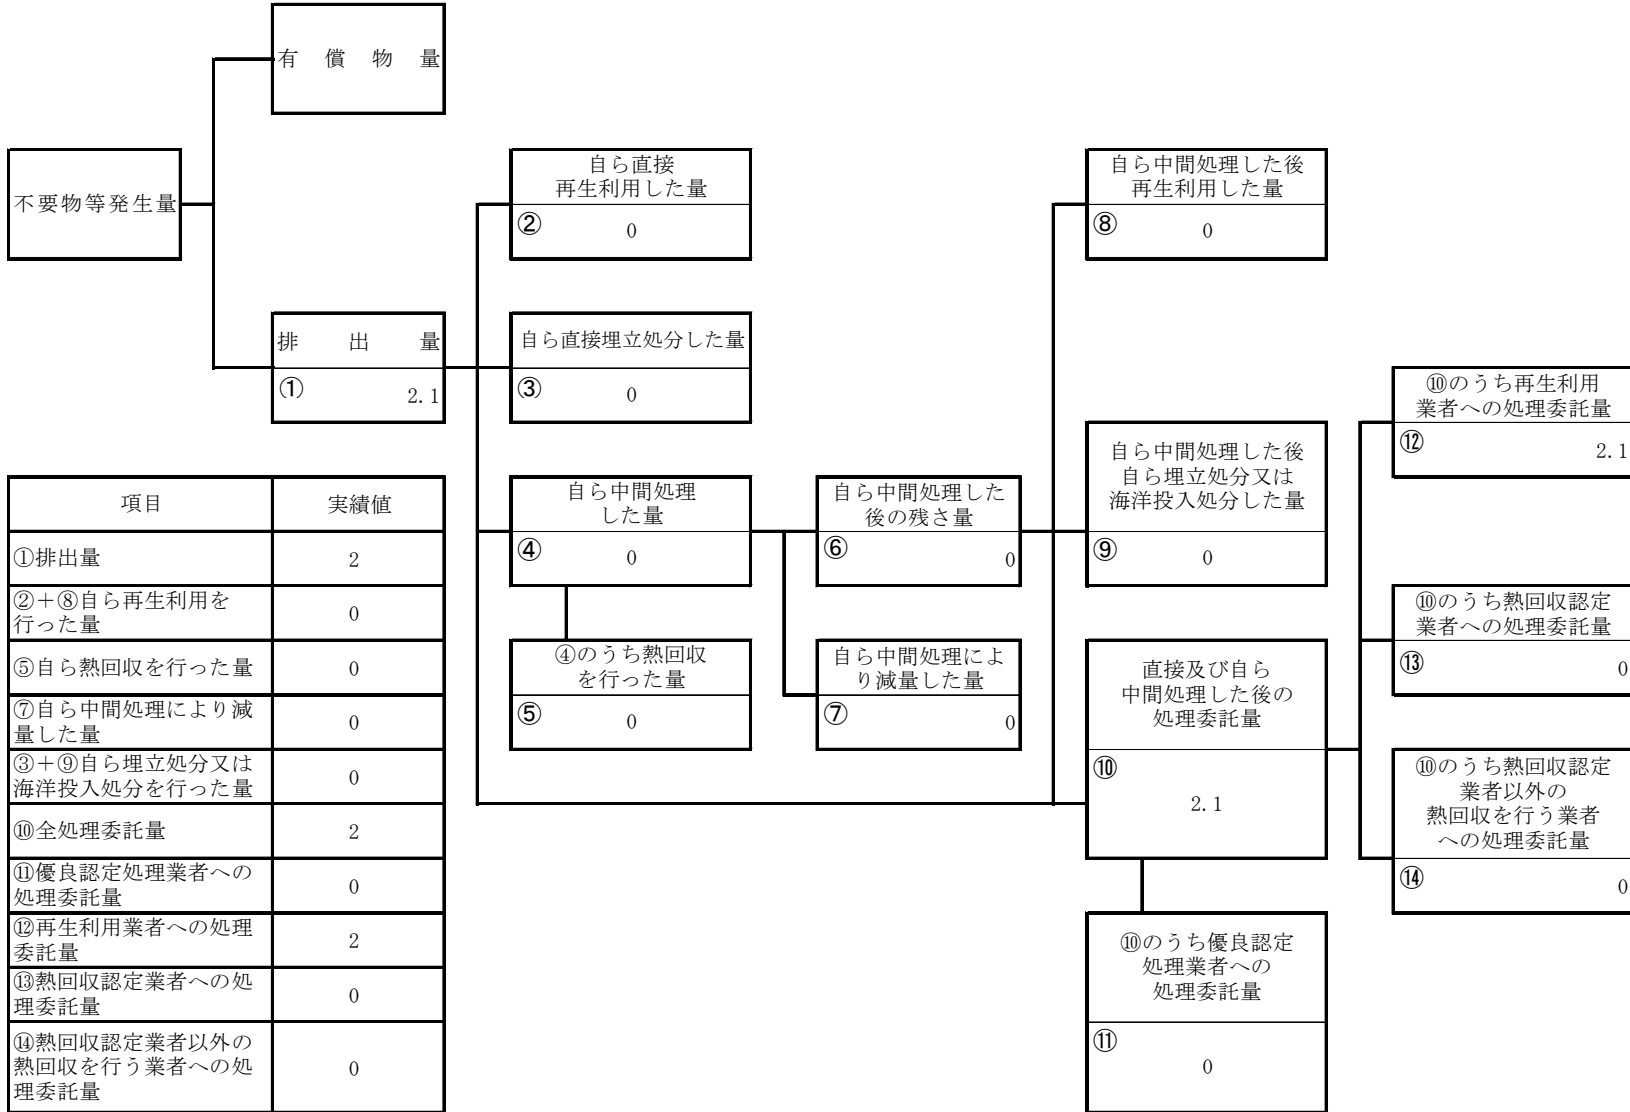 有償物量
不要物等発生量
自ら直接
再生利用した量
② 0
自ら中間処理した後
再生利用した量
⑧ 0
排出量
① 2.1
自ら直接埋立処分した量
③ 0
⑩のうち再生利用
業者への処理委託量
⑫ 2.1
自ら中間処理
した量
④ 0
自ら中間処理した
後の残さ量
⑥ 0
自ら中間処理した後
自ら埋立処分又は
海洋投入処分した量
⑨ 0
⑩のうち熱回収認定
業者への処理委託量
⑬ 0
④のうち熱回収
を行った量
⑤ 0
自ら中間処理によ
り減量した量
⑦ 0
直接及び自ら
中間処理した後の
処理委託量
⑩
2.1
⑩のうち熱回収認定
業者以外の
熱回収を行う業者
への処理委託量
⑭ 0
⑩のうち優良認定
処理業者への
処理委託量
⑪
0
項目 実績値
①排出量 2
②＋⑧自ら再生利用を
行った量 0
⑤自ら熱回収を行った量 0
⑦自ら中間処理により減
量した量 0
③＋⑨自ら埋立処分又は
海洋投入処分を行った量 0
⑩全処理委託量 2
⑪優良認定処理業者への
処理委託量 0
⑫再生利用業者への処理
委託量 2
⑬熱回収認定業者への処
理委託量 0
⑭熱回収認定業者以外の
熱回収を行う業者への処 0
理委託量